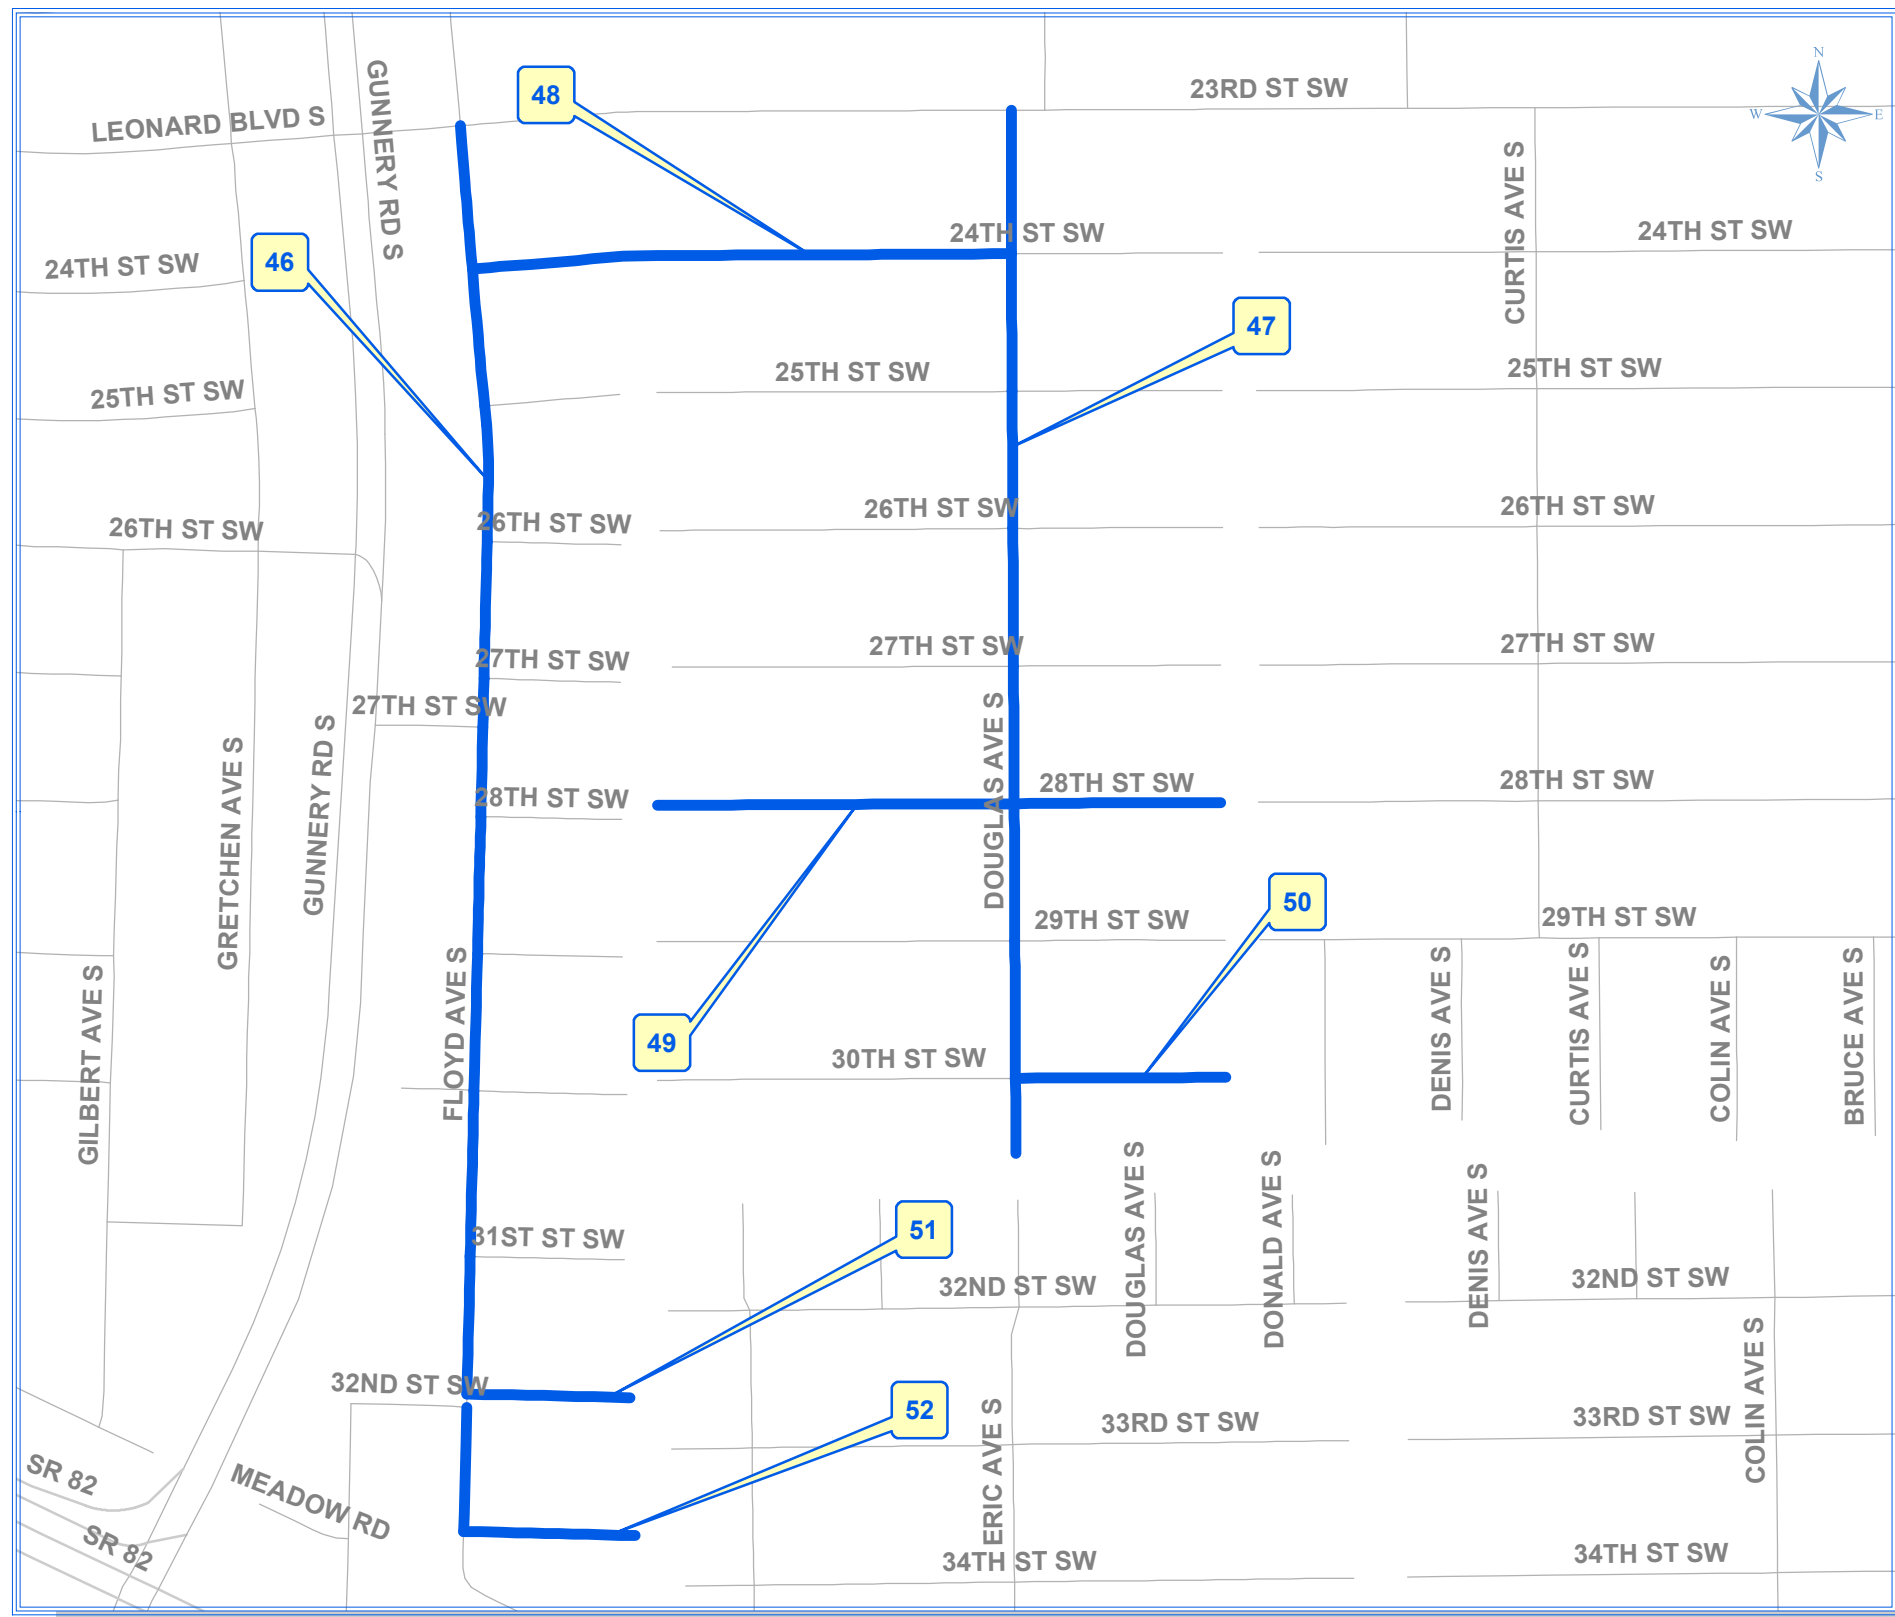 N
23RD ST SW
GUNNERY RD S
48
W
E
LEONARD BLVD S
S
CURTIS AVE S
24TH ST SW
24TH ST SW
24TH ST SW
46
47
25TH ST SW
25TH ST SW
25TH ST SW
26TH ST SW
26TH ST SW
26TH ST SW
26TH ST SW
27TH ST SW
27TH ST SW
27TH ST SW
27TH ST SW
DOUGLAS AVE S
GRETCHEN AVE S
GUNNERY RD S
28TH ST SW
28TH ST SW
28TH ST SW
50
29TH ST SW
29TH ST SW
GILBERT AVE S
FLOYD AVE S
49
30TH ST SW
DENIS AVE S
CURTIS AVE S
COLIN AVE S
BRUCE AVE S
DOUGLAS AVE S
DONALD AVE S
DENIS AVE S
51
31ST ST SW
32ND ST SW
32ND ST SW
32ND ST SW
COLIN AVE S
52
ERIC AVE S
33RD ST SW
33RD ST SW
SR 82
MEADOW RD
SR 82
34TH ST SW
34TH ST SW